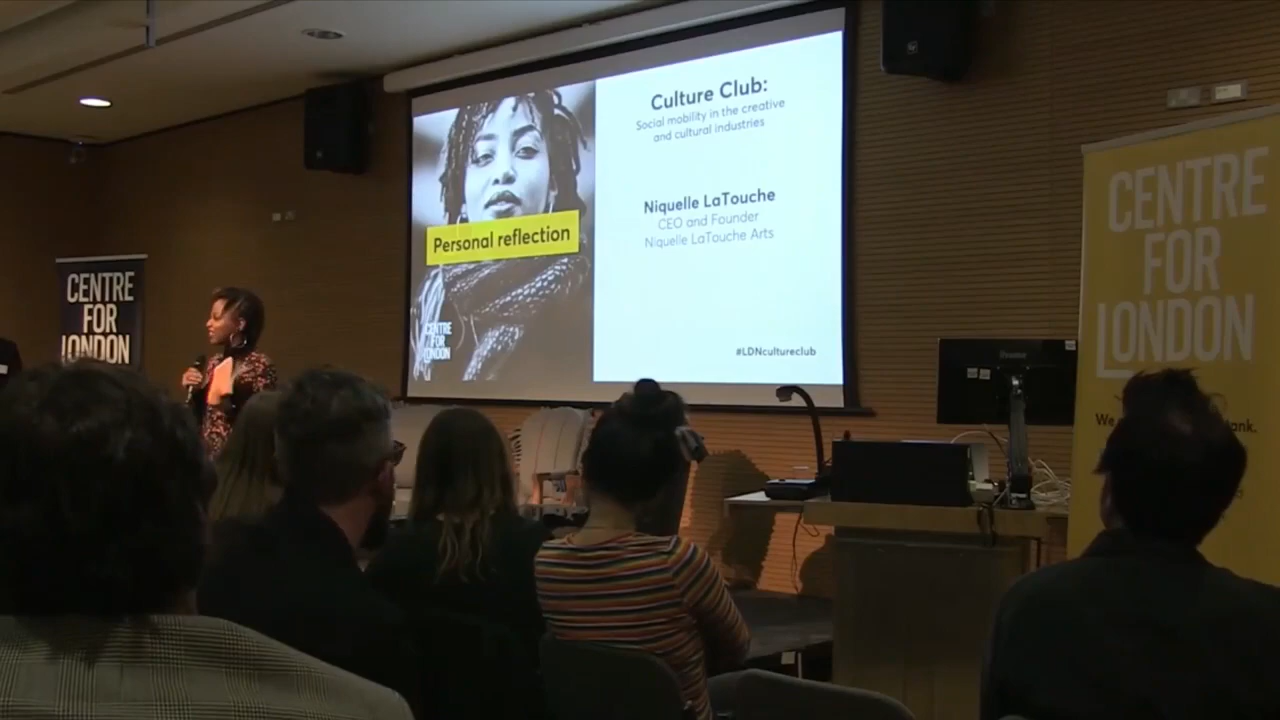 Culture Club:
Social mobility in the creative
and cultural industries
Niquelle LaTouche
CEO and Founder
Niquelle LaTouche Arts
#LDNcultureclub
Personal reflection
CENTRE
FOR
LONDON
CENTRE
FOR
LONDON
CENTRE
FOR
LONDON
We